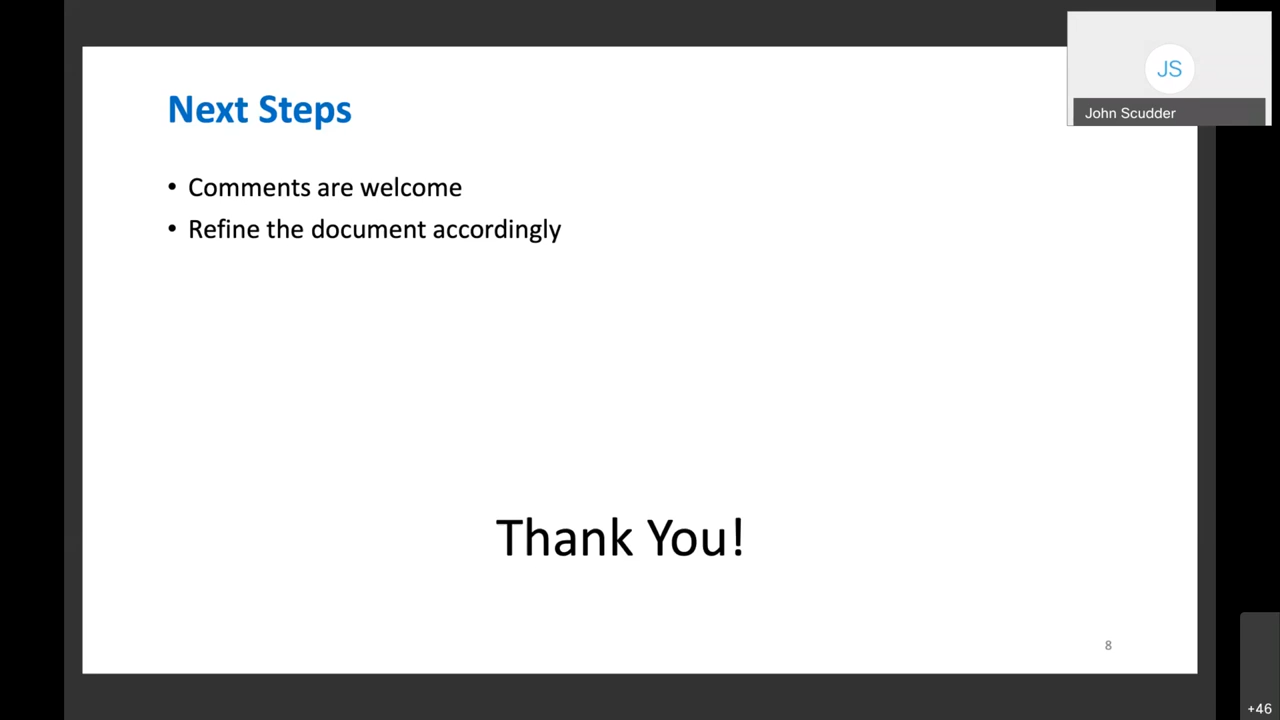 Next Steps
• Comments are welcome
• Refine the document accordingly
Thank You!
8
JS
John Scudder
+46